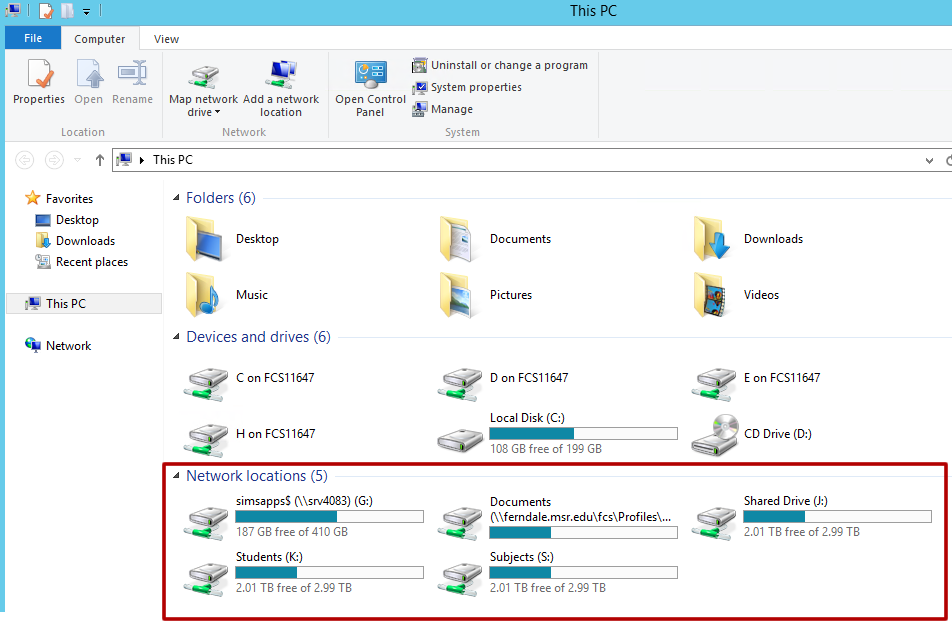 This PC
File
Computer
View
Properties
Open
Rename
Map network
drive
Add a network
location
Open Control
Panel
Uninstall or change a program
System properties
Manage
Location
Network
System
This PC
Favorites
Desktop
Downloads
Recent places
This PC
Network
Folders (6)
Desktop
Documents
Downloads
Music
Pictures
Videos
Devices and drives (6)
C on FCS11647
D on FCS11647
E on FCS11647
H on FCS11647
Local Disk (C:)
108 GB free of 199 GB
CD Drive (D:)
Network locations (5)
simsapps$ (\\srv4083) (G:)
187 GB free of 410 GB
Documents
(\\ferndale.msr.edu\fcs\Profiles\...
Shared Drive (J:)
2.01 TB free of 2.99 TB
Students (K:)
2.01 TB free of 2.99 TB
Subjects (S:)
2.01 TB free of 2.99 TB